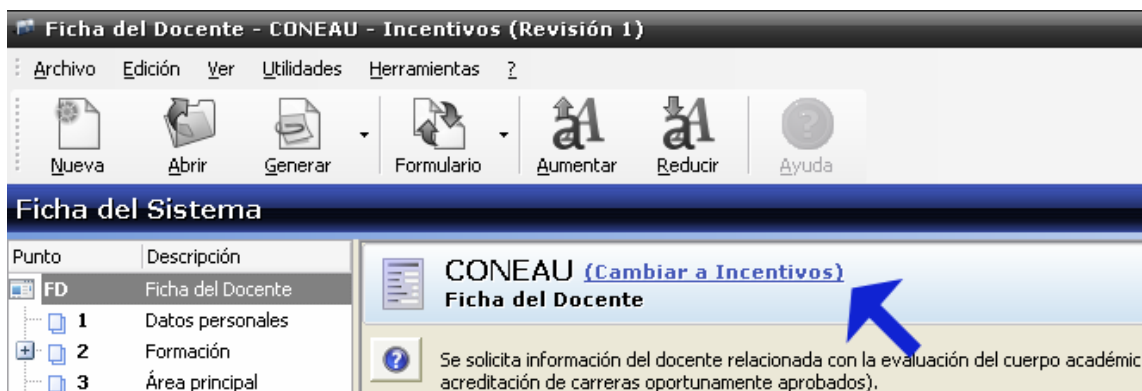 Ficha del Docente - CONEAU - Incentivos (Revisión 1)
Archivo Edición Ver Utilidades Herramientas ?
Nueva Abrir Generar Formulario Aumentar Reducir Ayuda
Ficha del Sistema
Punto Descripción
FD Ficha del Docente
1 Datos personales
2 Formación
3 Área principal
CONEAU (Cambiar a Incentivos)
Ficha del Docente
Se solicita información del docente relacionada con la evaluación del cuerpo académic
acreditación de carreras oportunamente aprobados).